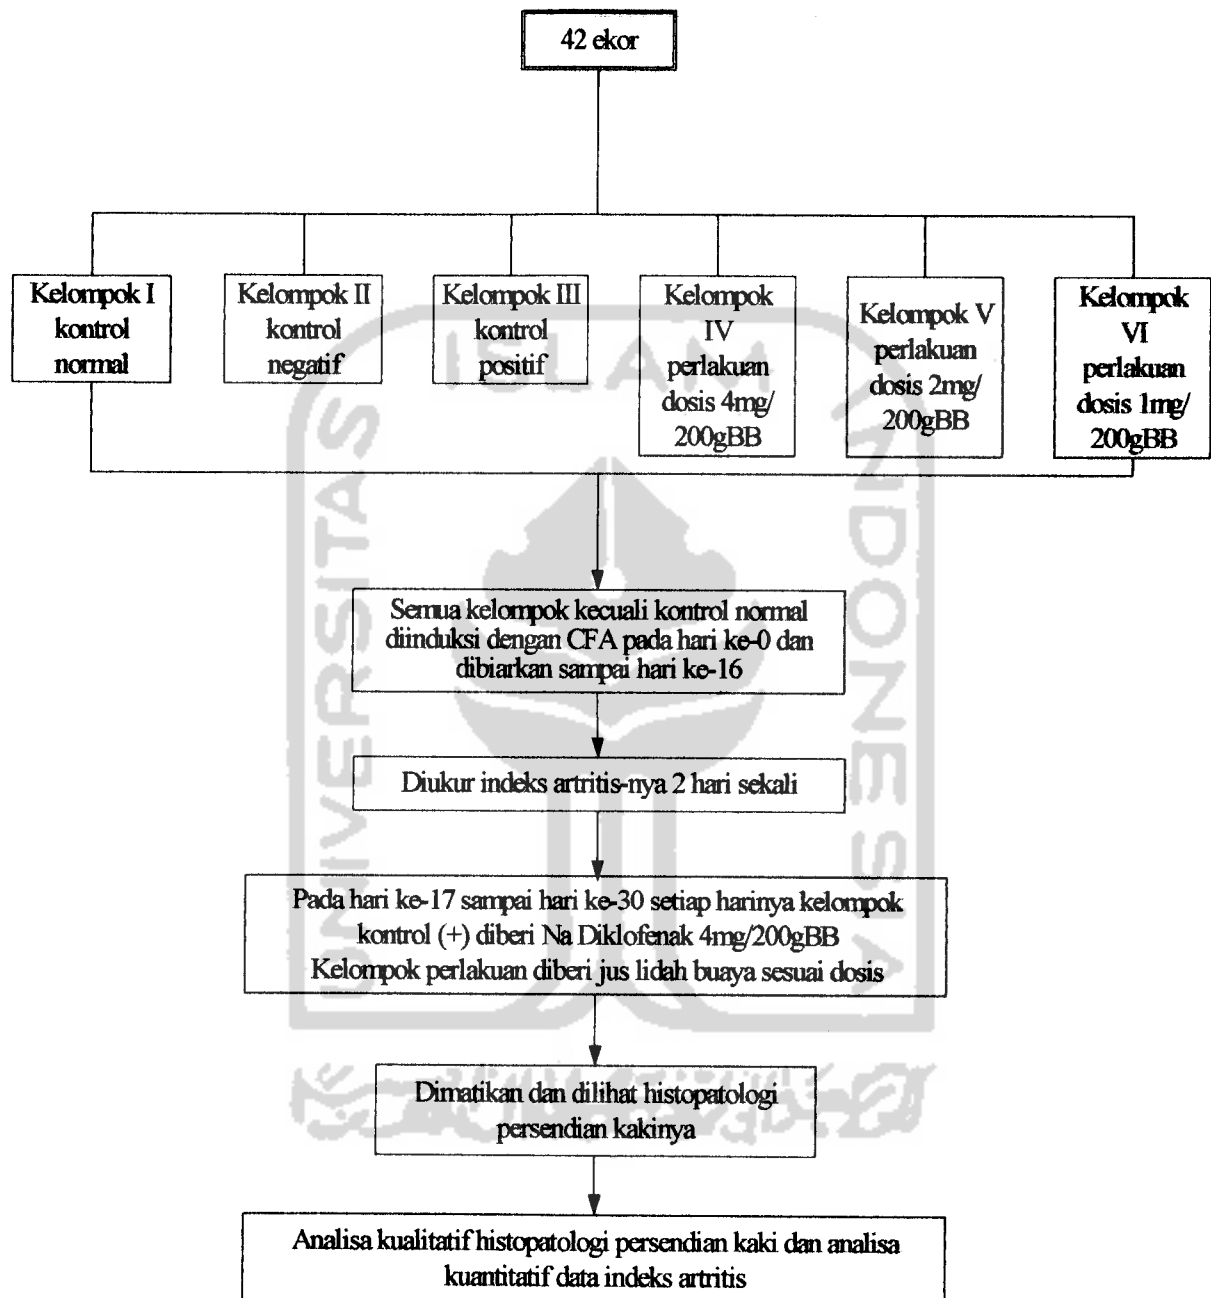 42 ekor
Kelompok I
kontrol
normal
Kelompok II
kontrol
negatif
Kelompok III
kontrol
positif
Kelompok
IV
perlakuan
dosis 4mg/
200gBB
Kelompok V
perlakuan
dosis 2mg/
200gBB
Kelompok
VI
perlakuan
dosis 1mg/
200gBB
Semua kelompok kecuali kontrol normal
diinduksi dengan CFA pada hari ke-0 dan
dibiarkan sampai hari ke-16
Diukur indeks artritis-nya 2 hari sekali
Pada hari ke-17 sampai hari ke-30 setiap harinya kelompok
kontrol (+) diberi Na Diklofenak 4mg/200gBB
Kelompok perlakuan diberi jus lidah buaya sesuai dosis
Dimatikan dan dilihat histopatologi
persendian kakinya
Analisa kualitatif histopatologi persendian kaki dan analisa
kuantitatif data indeks artritis
UNIVERSITAS
ISLAM
INDONESIA